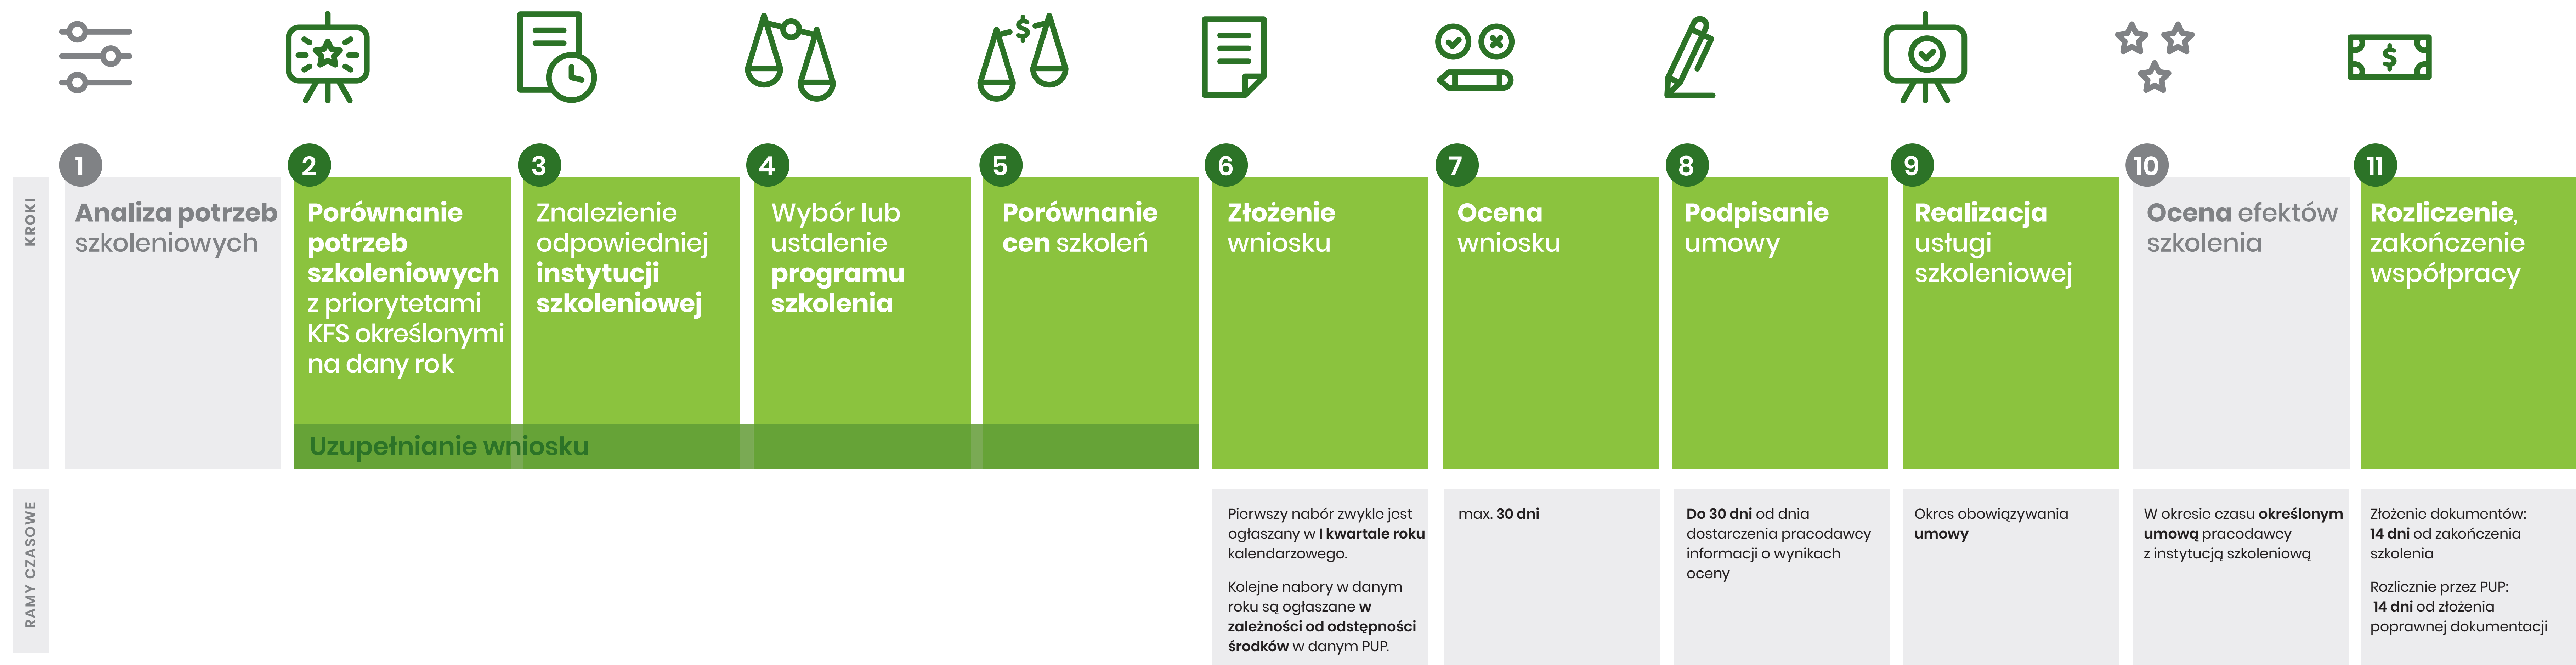 KROKI
1
Analiza potrzeb
szkoleniowych
2
Porównanie
potrzeb
szkoleniowych
z priorytetami
KFS określonymi
na dany rok
3
Znalezienie
odpowiedniej
instytucji
szkoleniowej
4
Wybór lub
ustalenie
programu
szkolenia
5
Porównanie
cen szkoleń
Uzupełnianie wniosku
6
Złożenie
wniosku
7
Ocena
wniosku
8
Podpisanie
umowy
9
Realizacja
usługi
szkoleniowej
10
Ocena efektów
szkolenia
11
Rozliczenie,
zakończenie
współpracy
RAMY CZASOWE
Pierwszy nabór zwykle jest
ogłaszany w I kwartale roku
kalendarzowego.
Kolejne nabory w danym
roku są ogłaszane w
zależności od odstępności
środków w danym PUP.
max. 30 dni
Do 30 dni od dnia
dostarczenia pracodawcy
informacji o wynikach
oceny
Okres obowiązywania
umowy
W okresie czasu określonym
umową pracodawcy
z instytucją szkoleniową
Złożenie dokumentów:
14 dni od zakończenia
szkolenia
Rozlicznie przez PUP:
14 dni od złożenia
poprawnej dokumentacji